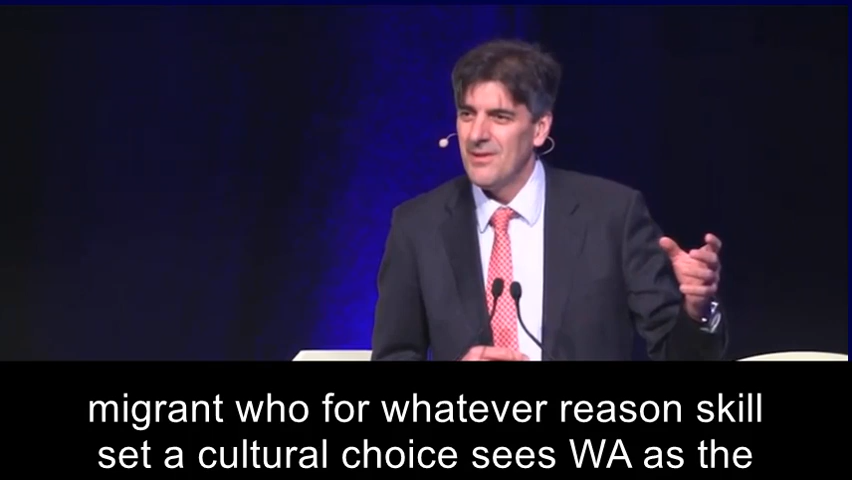 migrant who for whatever reason skill
set a cultural choice sees WA as the